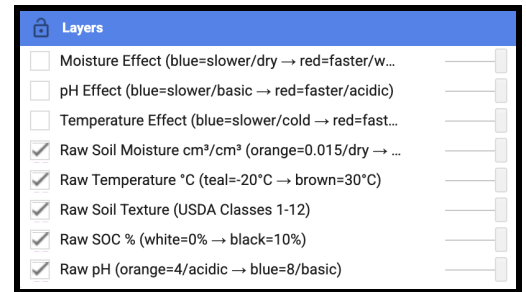 Layers
Moisture Effect (blue=slower/dry → red=faster/w...
pH Effect (blue=slower/basic → red=faster/acidic)
Temperature Effect (blue=slower/cold → red=fast...
Raw Soil Moisture cm³/cm³ (orange=0.015/dry → ...
Raw Temperature °C (teal=-20°C → brown=30°C)
Raw Soil Texture (USDA Classes 1-12)
Raw SOC % (white=0% → black=10%)
Raw pH (orange=4/acidic → blue=8/basic)